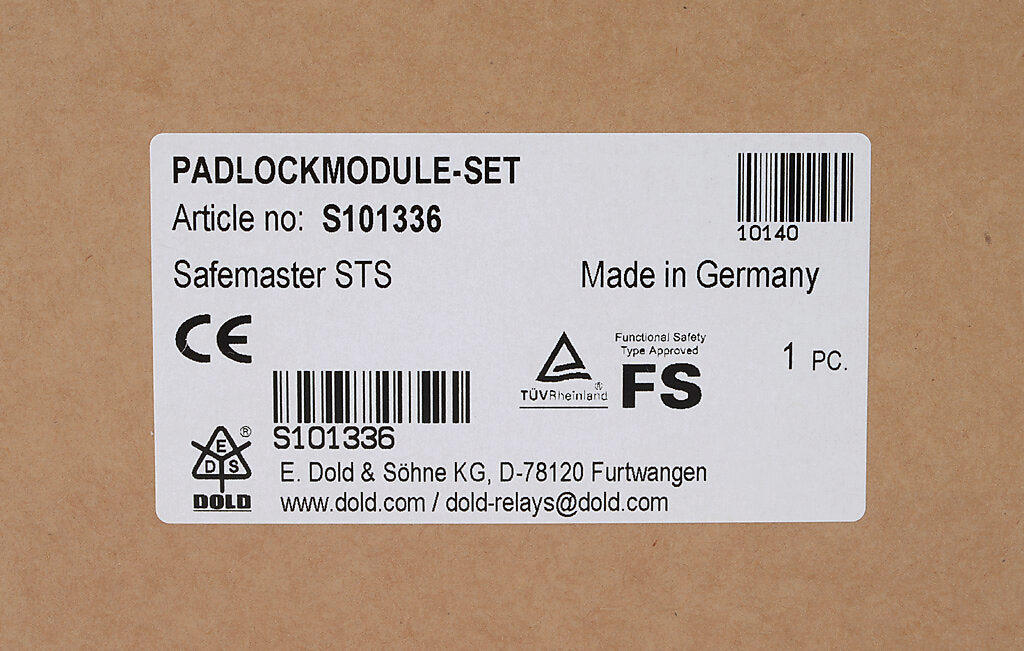 PADLOCKMODULE-SET
Article no: S101336
10140
Safemaster STS
Made in Germany
CE
Functional Safety
Type Approved
FS
TÜVRheinland®
1 PC.
S101336
E
D S
®
DOLD
E. Dold & Söhne KG, D-78120 Furtwangen
www.dold.com / dold-relays@dold.com